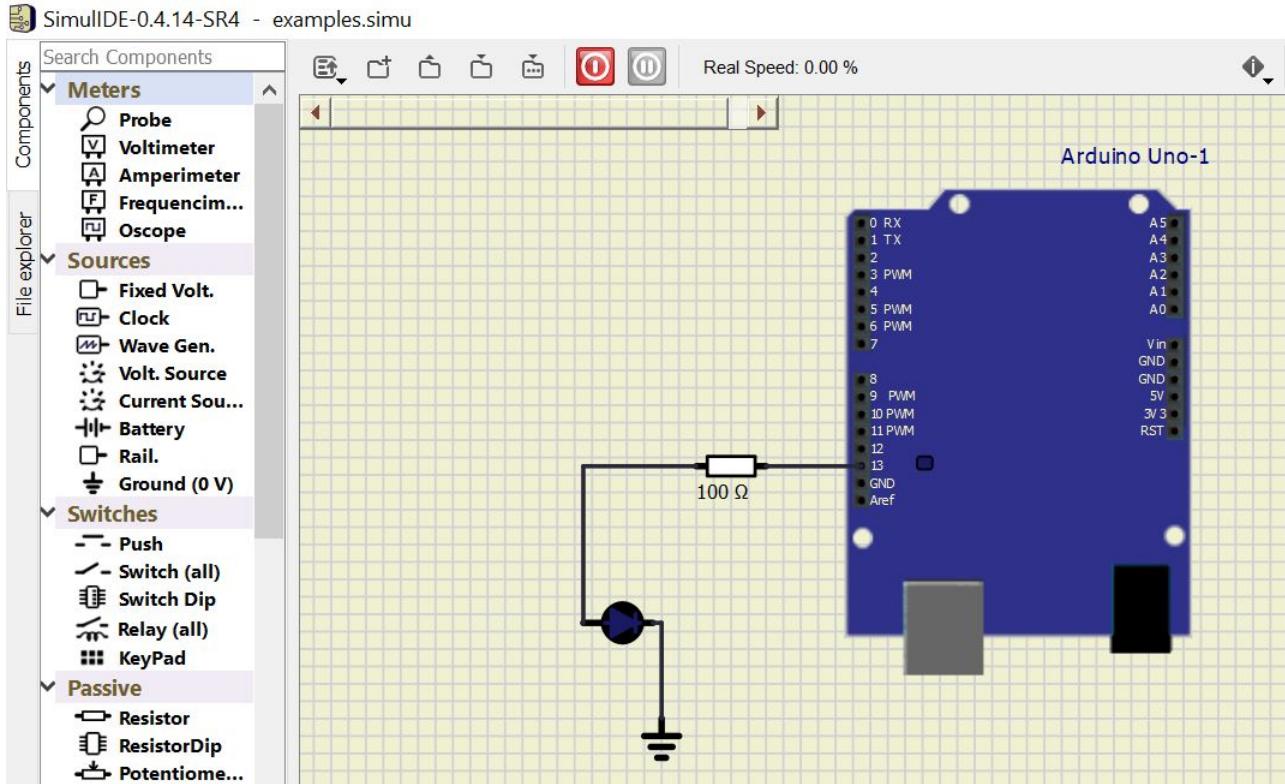 SimulIDE-0.4.14-SR4 - examples.simu
Components
File explorer
Search Components
Meters
Probe
Voltimeter
Amperimeter
Frequencim...
Oscope
Sources
Fixed Volt.
Clock
Wave Gen.
Volt. Source
Current Sou...
Battery
Rail.
Ground (0 V)
Switches
Push
Switch (all)
Switch Dip
Relay (all)
KeyPad
Passive
Resistor
ResistorDip
Potentiome...
Real Speed: 0.00 %
Arduino Uno-1
0 RX
1 TX
2
3 PWM
4
5 PWM
6 PWM
7
8
9 PWM
10 PWM
11 PWM
12
13
GND
Aref
A5
A4
A3
A2
A1
A0
Vin
GND
GND
5V
3V3
RST
100 Ω